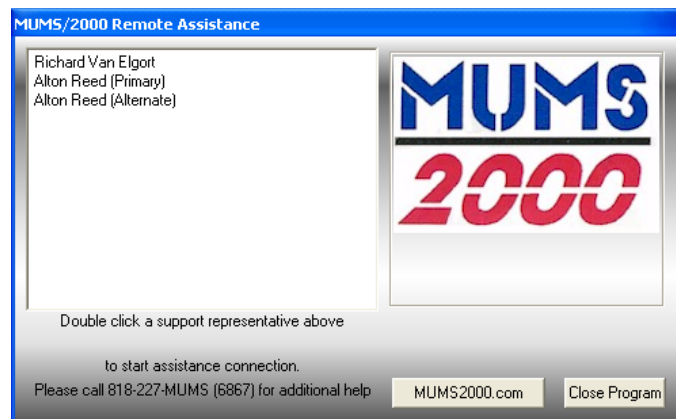 MUMS/2000 Remote Assistance
Richard Van Elgort
Alton Reed (Primary)
Alton Reed (Alternate)
MUMS
2000
Double click a support representative above
to start assistance connection.
Please call 818-227-MUMS (6867) for additional help
MUMS2000.com
Close Program